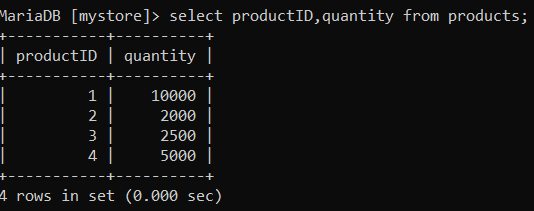 MariaDB [mystore]> select productID,quantity from products;
+-----------+----------+
| productID | quantity |
+-----------+----------+
|         1 |    10000 |
|         2 |     2000 |
|         3 |     2500 |
|         4 |     5000 |
+-----------+----------+
4 rows in set (0.000 sec)